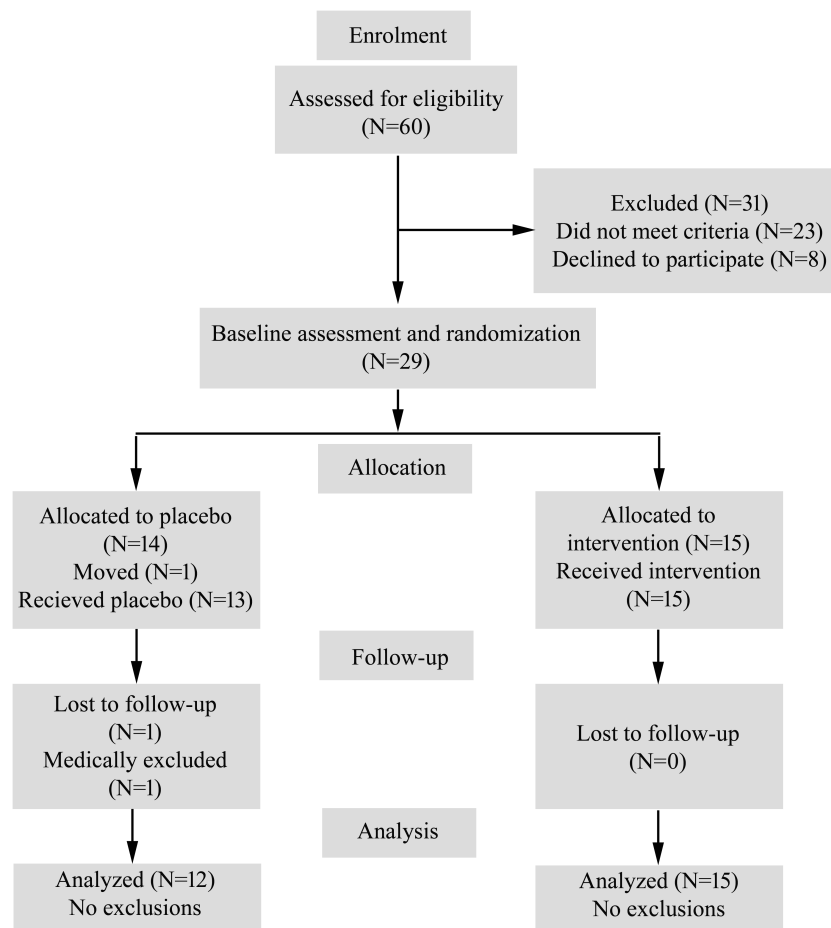 Enrolment
Assessed for eligibility
(N=60)
Excluded (N=31)
Did not meet criteria (N=23)
Declined to participate (N=8)
Baseline assessment and randomization
(N=29)
Allocation
Allocated to placebo
(N=14)
Moved (N=1)
Recieved placebo (N=13)
Allocated to
intervention (N=15)
Received intervention
(N=15)
Follow-up
Lost to follow-up
(N=1)
Medically excluded
(N=1)
Lost to follow-up
(N=0)
Analysis
Analyzed (N=12)
No exclusions
Analyzed (N=15)
No exclusions